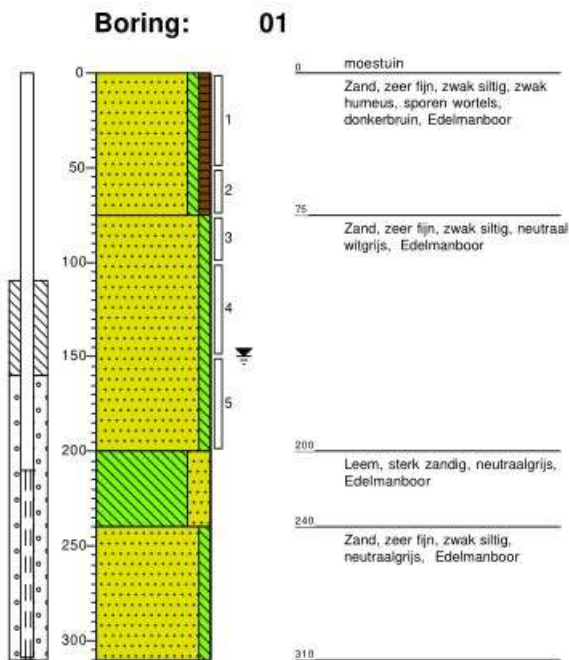 Boring: 01
0
50
100
150
200
250
300
1
2
3
4
5
0 moestuin
Zand, zeer fijn, zwak siltig, zwak
humeus, sporen wortels,
donkerbruin, Edelmanboor
75
Zand, zeer fijn, zwak siltig, neutraal
witgrijs, Edelmanboor
200
Leem, sterk zandig, neutraalgrijs,
Edelmanboor
240
Zand, zeer fijn, zwak siltig,
neutraalgrijs, Edelmanboor
310